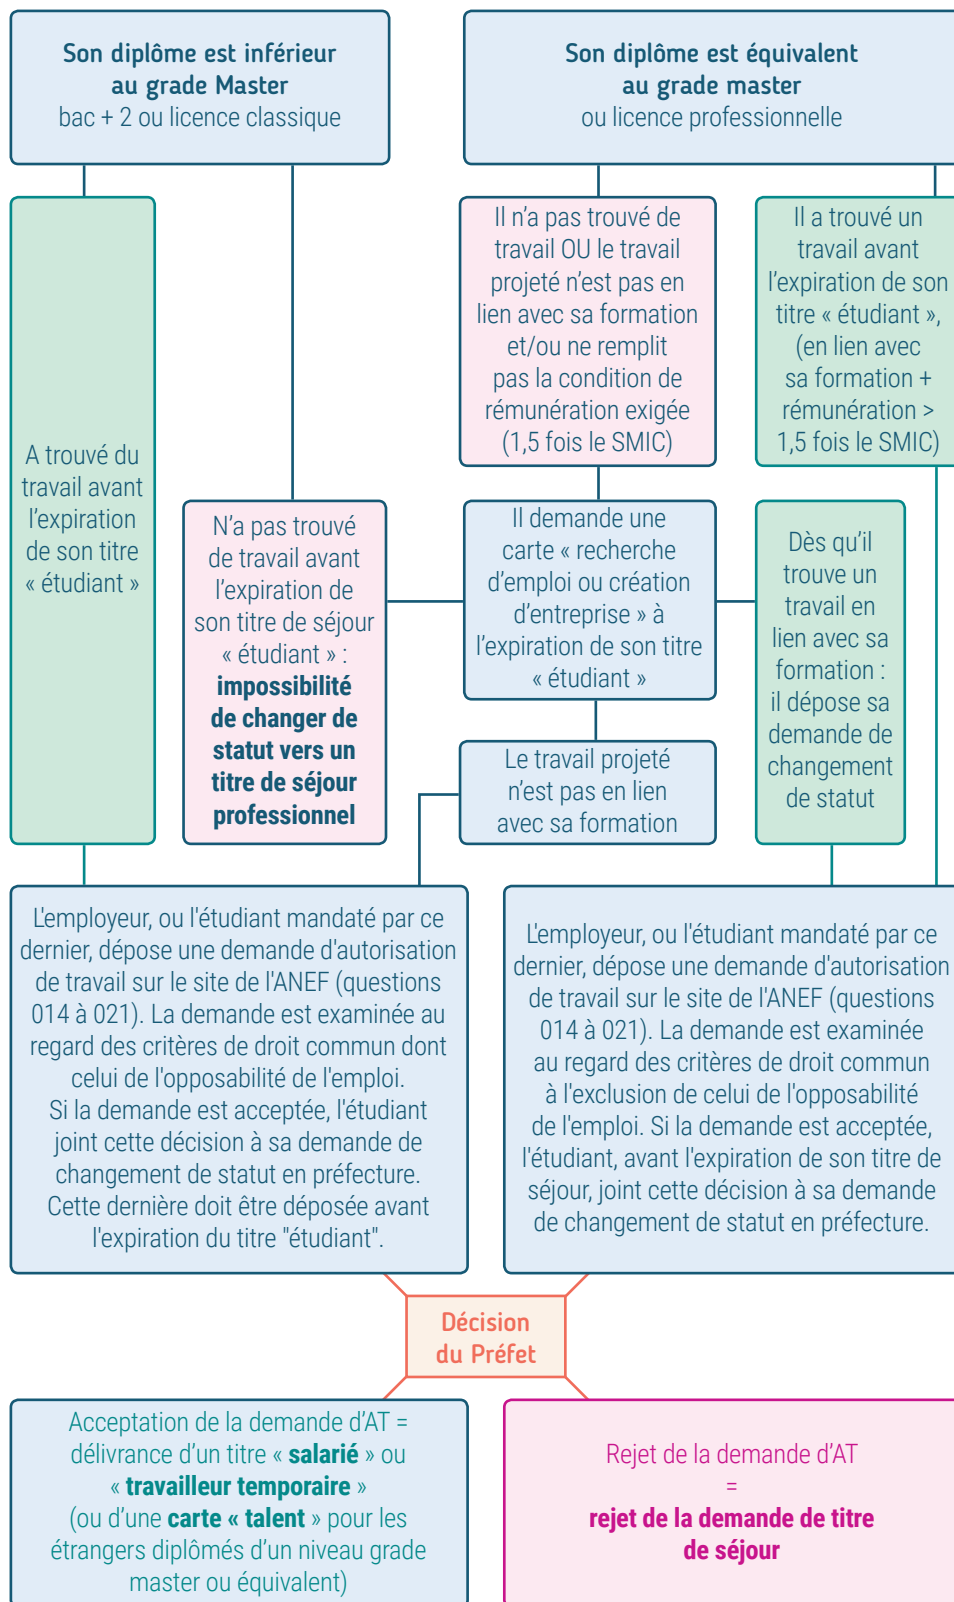 Son diplôme est inférieur
au grade Master
bac + 2 ou licence classique
Son diplôme est équivalent
au grade master
ou licence professionnelle
A trouvé du
travail avant
l'expiration
de son titre
« étudiant »
N'a pas trouvé
de travail avant
l'expiration de
son titre de séjour
« étudiant » :
impossibilité
de changer de
statut vers un
titre de séjour
professionnel
Il n'a pas trouvé de
travail OU le travail
projeté n'est pas en
lien avec sa formation
et/ou ne remplit
pas la condition de
rémunération exigée
(1,5 fois le SMIC)
Il a trouvé un
travail avant
l'expiration de son
titre « étudiant »,
(en lien avec
sa formation +
rémunération >
1,5 fois le SMIC)
Il demande une
carte « recherche
d'emploi ou création
d'entreprise » à
l'expiration de son titre
« étudiant »
Dès qu'il
trouve un
travail en
lien avec sa
formation :
il dépose sa
demande de
changement
de statut
Le travail projeté
n'est pas en lien
avec sa formation
L'employeur, ou l'étudiant mandaté par ce
dernier, dépose une demande d'autorisation
de travail sur le site de l'ANEF (questions
014 à 021). La demande est examinée au
regard des critères de droit commun dont
celui de l'opposabilité de l'emploi.
Si la demande est acceptée, l'étudiant
joint cette décision à sa demande de
changement de statut en préfecture.
Cette dernière doit être déposée avant
l'expiration du titre "étudiant".
L'employeur, ou l'étudiant mandaté par ce
dernier, dépose une demande d'autorisation
de travail sur le site de l'ANEF (questions
014 à 021). La demande est examinée
au regard des critères de droit commun
à l'exclusion de celui de l'opposabilité
de l'emploi. Si la demande est acceptée,
l'étudiant, avant l'expiration de son titre de
séjour, joint cette décision à sa demande
de changement de statut en préfecture.
Décision
du Préfet
Acceptation de la demande d'AT =
délivrance d'un titre « salarié » ou
« travailleur temporaire »
(ou d'une carte « talent » pour les
étrangers diplômés d'un niveau grade
master ou équivalent)
Rejet de la demande d'AT
=
rejet de la demande de titre
de séjour